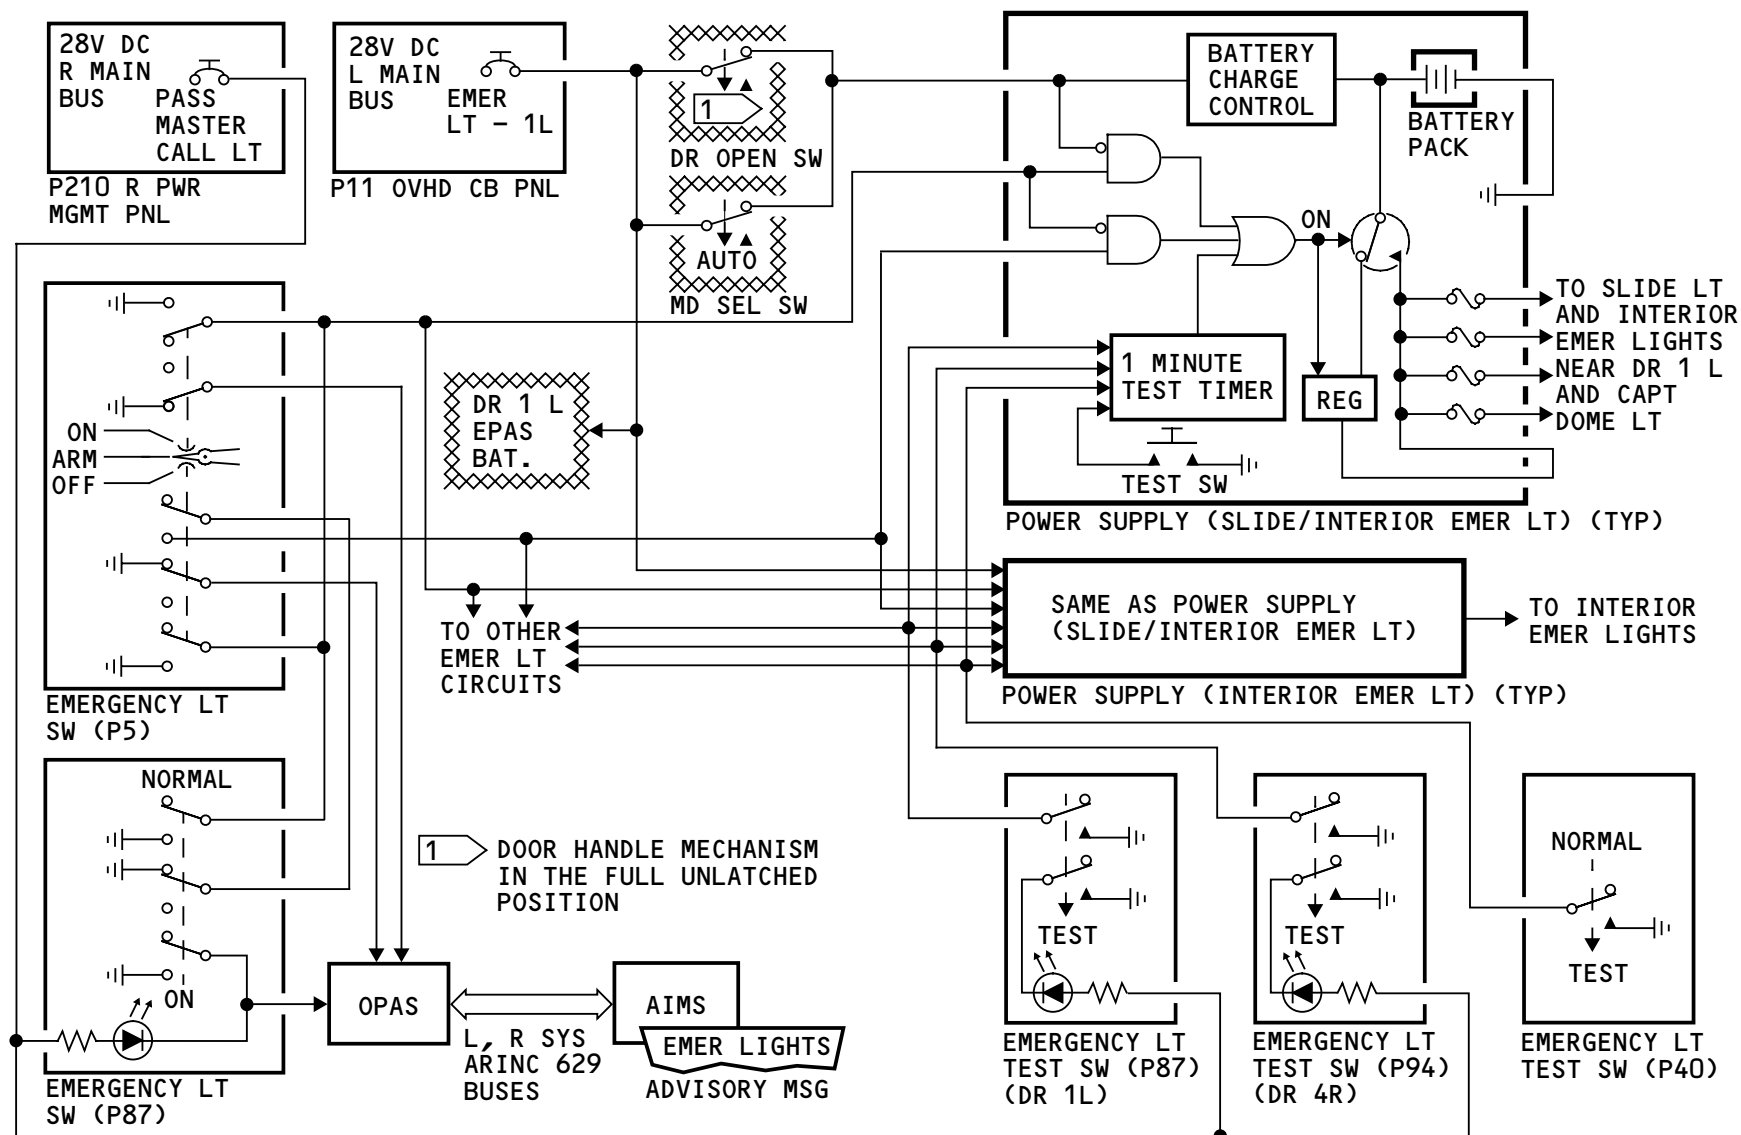 28V DC
R MAIN
BUS
PASS
MASTER
CALL LT
P210 R PWR
MGMT PNL
28V DC
L MAIN
BUS
EMER
LT - 1L
P11 OVHD CB PNL
1
DR OPEN SW
AUTO
MD SEL SW
BATTERY
CHARGE
CONTROL
BATTERY
PACK
ON
1 MINUTE
TEST TIMER
REG
TEST SW
TO SLIDE LT
AND INTERIOR
EMER LIGHTS
NEAR DR 1 L
AND CAPT
DOME LT
POWER SUPPLY (SLIDE/INTERIOR EMER LT) (TYP)
ON
ARM
OFF
EMERGENCY LT
SW (P5)
DR 1 L
EPAS
BAT.
TO OTHER
EMER LT
CIRCUITS
SAME AS POWER SUPPLY
(SLIDE/INTERIOR EMER LT)
TO INTERIOR
EMER LIGHTS
POWER SUPPLY (INTERIOR EMER LT) (TYP)
NORMAL
ON
EMERGENCY LT
SW (P87)
1
DOOR HANDLE MECHANISM
IN THE FULL UNLATCHED
POSITION
OPAS
L, R SYS
ARINC 629
BUSES
AIMS
EMER LIGHTS
ADVISORY MSG
TEST
EMERGENCY LT
TEST SW (P87)
(DR 1L)
TEST
EMERGENCY LT
TEST SW (P94)
(DR 4R)
NORMAL
TEST
EMERGENCY LT
TEST SW (P40)